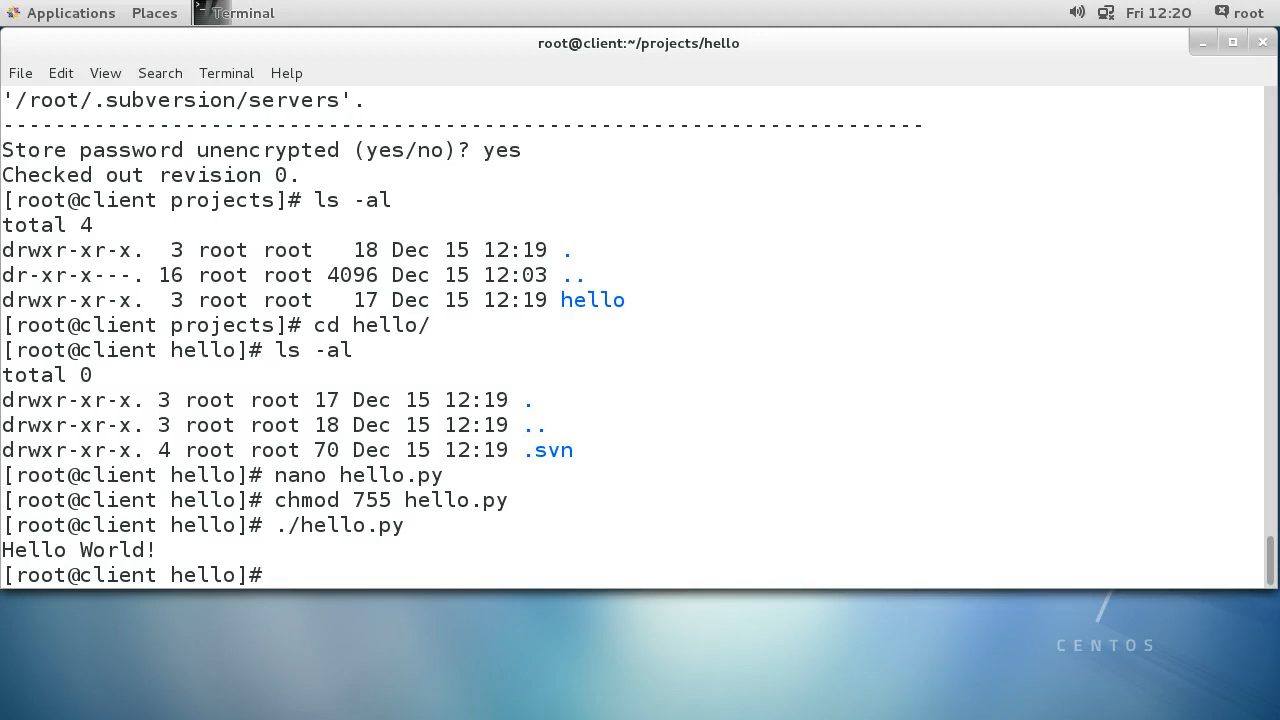 Applications Places Terminal Fri 12:20 root
root@client:~/projects/hello
File Edit View Search Terminal Help
'/root/.subversion/servers'.
-----------------------------------------------------------------------
Store password unencrypted (yes/no)? yes
Checked out revision 0.
[root@client projects]# ls -al
total 4
drwxr-xr-x.  3 root root   18 Dec 15 12:19 .
dr-xr-x---. 16 root root 4096 Dec 15 12:03 ..
drwxr-xr-x.  3 root root   17 Dec 15 12:19 hello
[root@client projects]# cd hello/
[root@client hello]# ls -al
total 0
drwxr-xr-x. 3 root root 17 Dec 15 12:19 .
drwxr-xr-x. 3 root root 18 Dec 15 12:19 ..
drwxr-xr-x. 4 root root 70 Dec 15 12:19 .svn
[root@client hello]# nano hello.py
[root@client hello]# chmod 755 hello.py
[root@client hello]# ./hello.py
Hello World!
[root@client hello]#
CENTOS